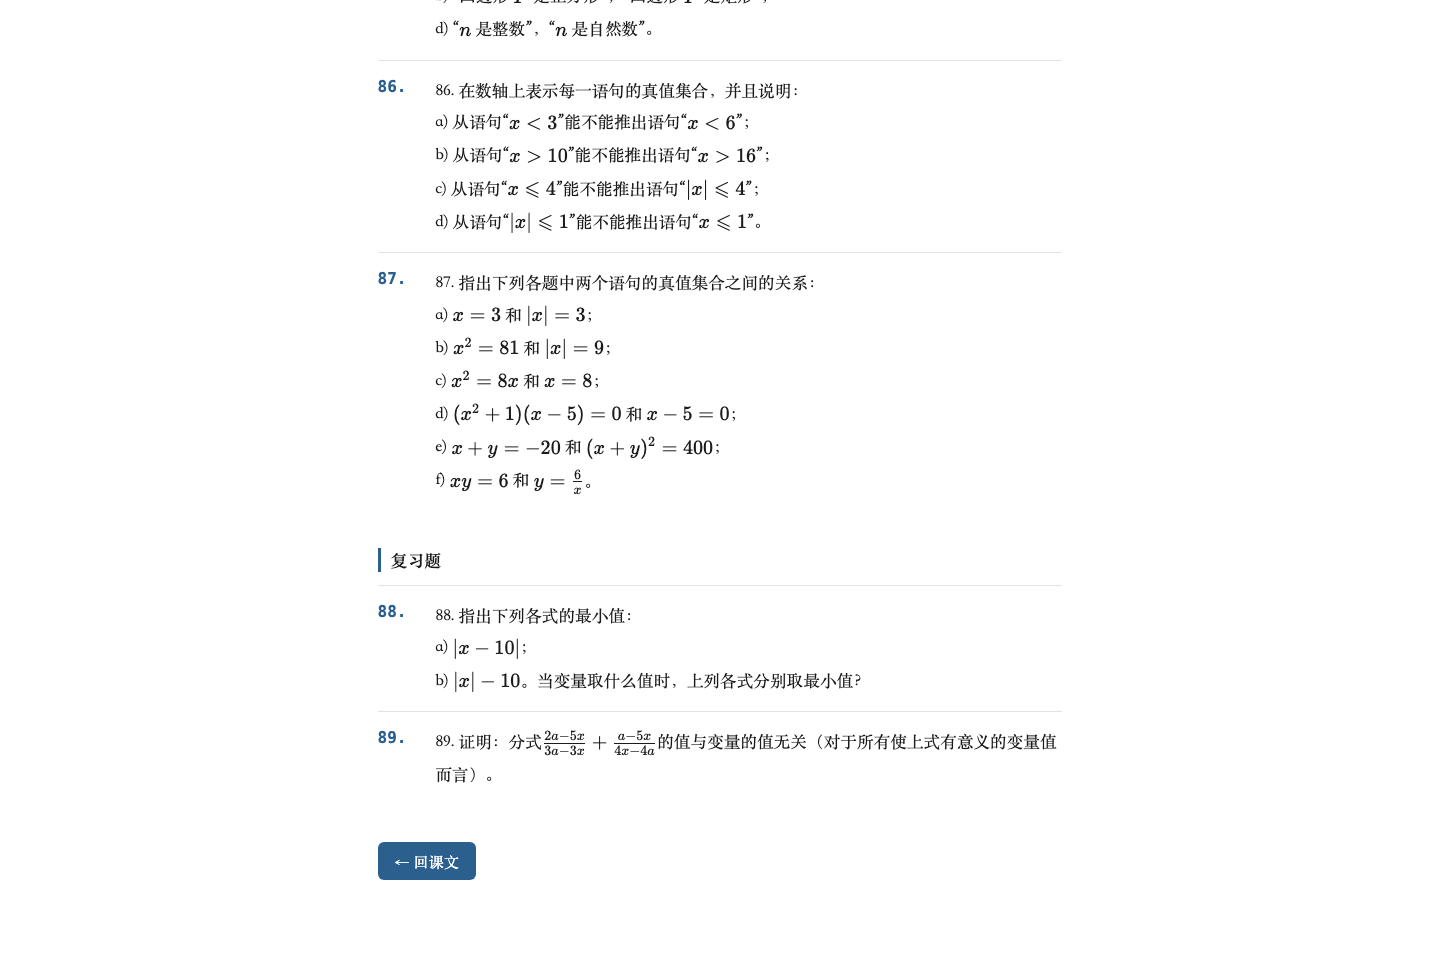 d) “n 是整数”，“n 是自然数”。
86. 86. 在数轴上表示每一语句的真值集合，并且说明：
a) 从语句“x < 3”能不能推出语句“x < 6”；
b) 从语句“x > 10”能不能推出语句“x > 16”；
c) 从语句“x ⩽ 4”能不能推出语句“|x| ⩽ 4”；
d) 从语句“|x| ⩽ 1”能不能推出语句“x ⩽ 1”。
87. 87. 指出下列各题中两个语句的真值集合之间的关系：
a) x = 3 和 |x| = 3；
b) x² = 81 和 |x| = 9；
c) x² = 8x 和 x = 8；
d) (x² + 1)(x − 5) = 0 和 x − 5 = 0；
e) x + y = −20 和 (x + y)² = 400；
f) xy = 6 和 y = 6/x。
复习题
88. 88. 指出下列各式的最小值：
a) |x − 10|；
b) |x| − 10。当变量取什么值时，上列各式分别取最小值？
89. 89. 证明：分式 (2a−5x)/(3a−3x) + (a−5x)/(4x−4a) 的值与变量的值无关（对于所有使上式有意义的变量值
而言）。
← 回课文